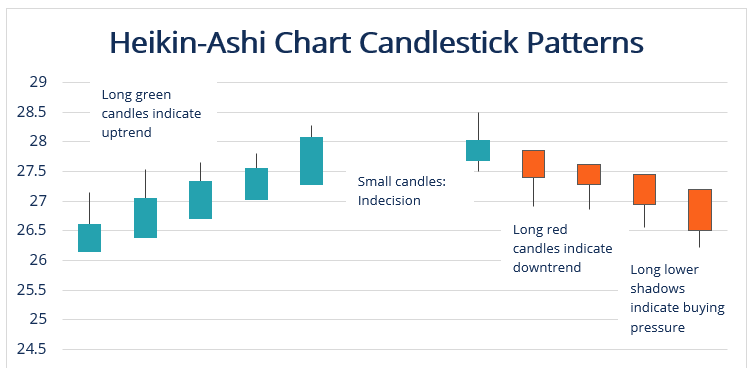 Heikin-Ashi Chart Candlestick Patterns
29
28.5
28
27.5
27
26.5
26
25.5
25
24.5
Long green
candles indicate
uptrend
Small candles:
Indecision
Long red
candles indicate
downtrend
Long lower
shadows
indicate buying
pressure